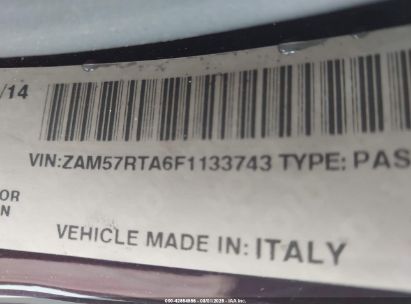 /14
VIN:ZAM57RTA6F1133743 TYPE: PAS
OR
N
VEHICLE MADE IN: ITALY